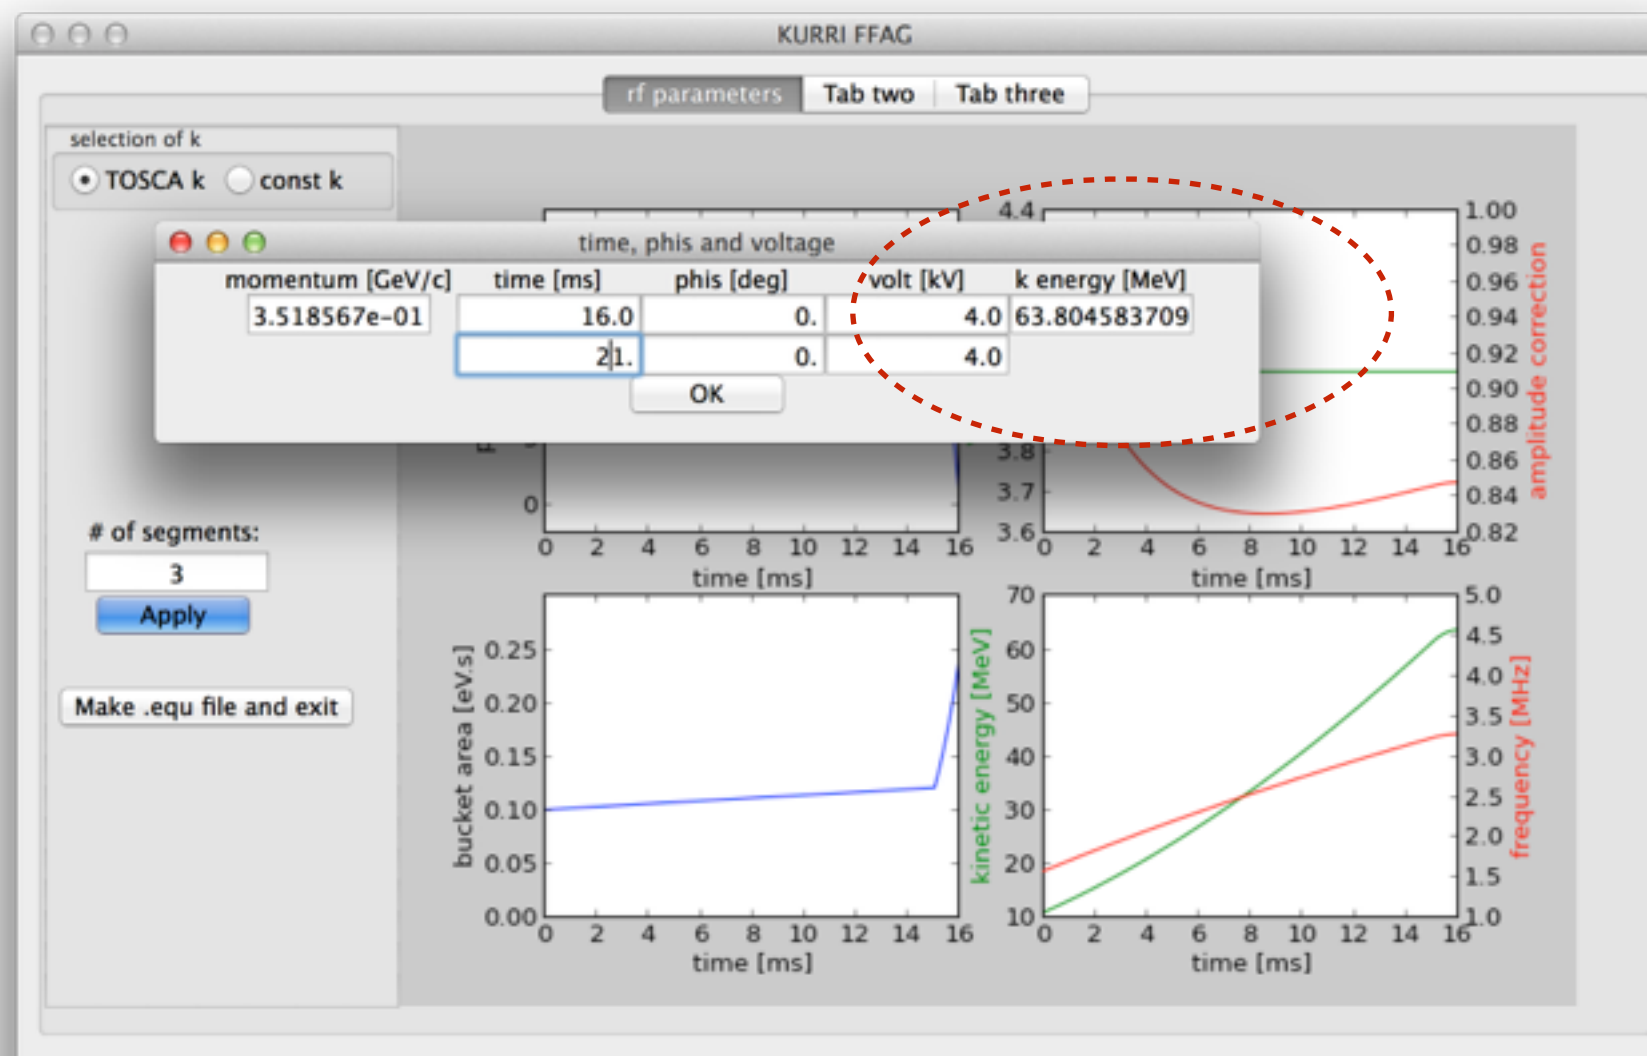 KURRI FFAG
rf parameters Tab two Tab three
selection of k
TOSCA k const k
time, phis and voltage
momentum [GeV/c] time [ms] phis [deg] volt [kV] k energy [MeV]
3.518567e-01 16.0 0. 4.0 63.804583709
21. 0. 4.0
OK
# of segments:
3
Apply
Make .equ file and exit
0
0 2 4 6 8 10 12 14 16
time [ms]
4.4
3.8
3.7
3.6
1.00
0.98
0.96
0.94
0.92
0.90
0.88
0.86
0.84
0.82
amplitude correction
0 2 4 6 8 10 12 14 16
time [ms]
bucket area [eV.s]
0.25
0.20
0.15
0.10
0.05
0.00
0 2 4 6 8 10 12 14 16
time [ms]
kinetic energy [MeV]
70
60
50
40
30
20
10
5.0
4.5
4.0
3.5
3.0
2.5
2.0
1.5
1.0
frequency [MHz]
0 2 4 6 8 10 12 14 16
time [ms]